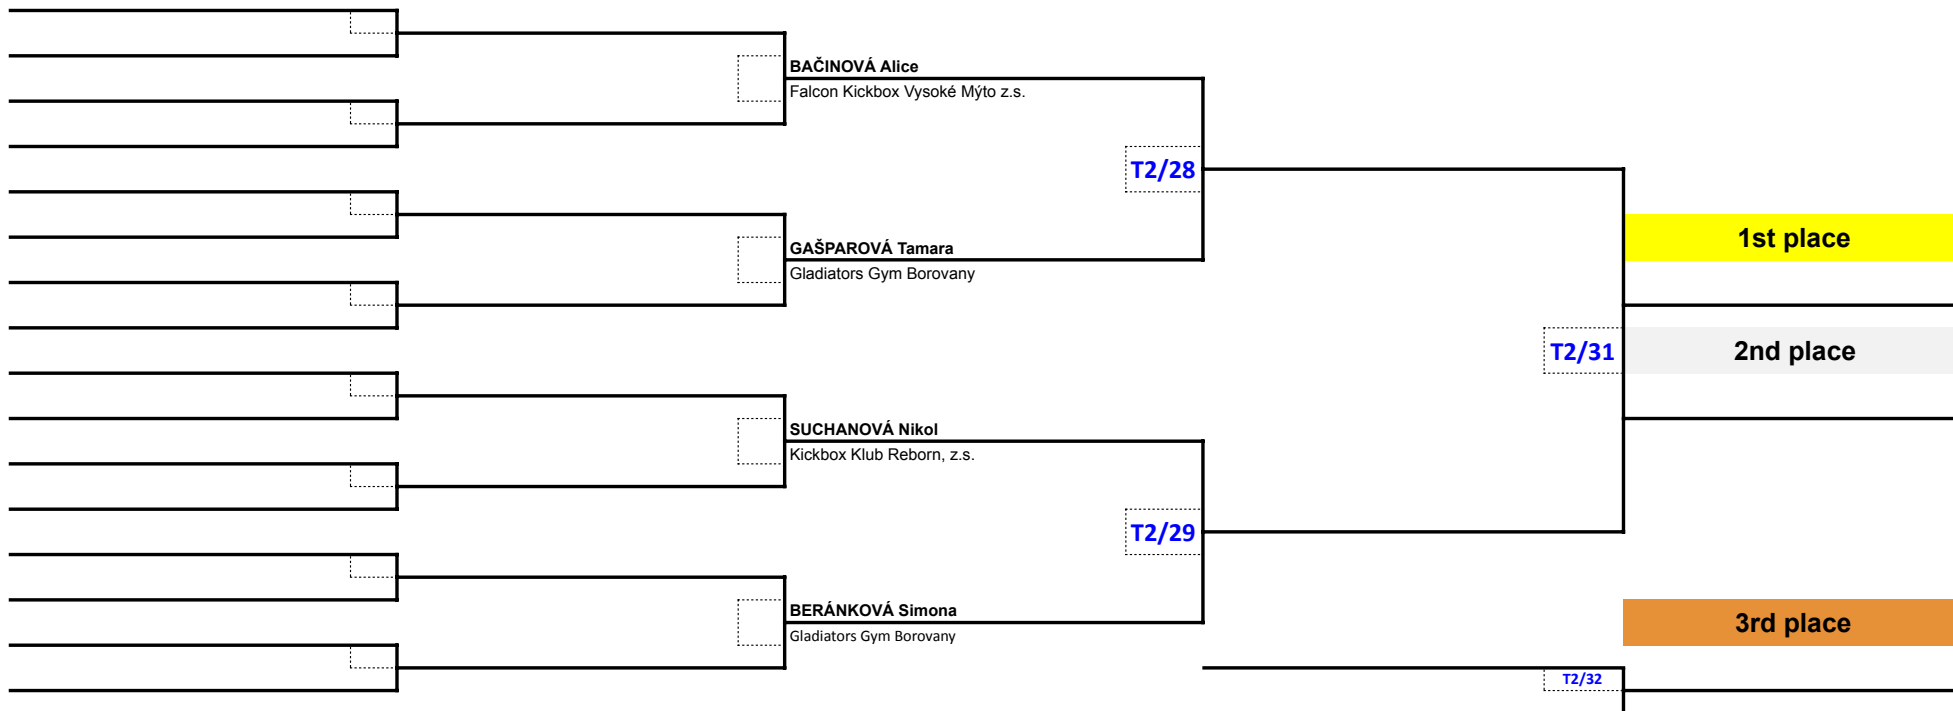 BAČINOVÁ Alice
Falcon Kickbox Vysoké Mýto z.s.
T2/28
GAŠPAROVÁ Tamara
Gladiators Gym Borovany
1st place
T2/31
2nd place
SUCHANOVÁ Nikol
Kickbox Klub Reborn, z.s.
T2/29
BERÁNKOVÁ Simona
Gladiators Gym Borovany
3rd place
T2/32